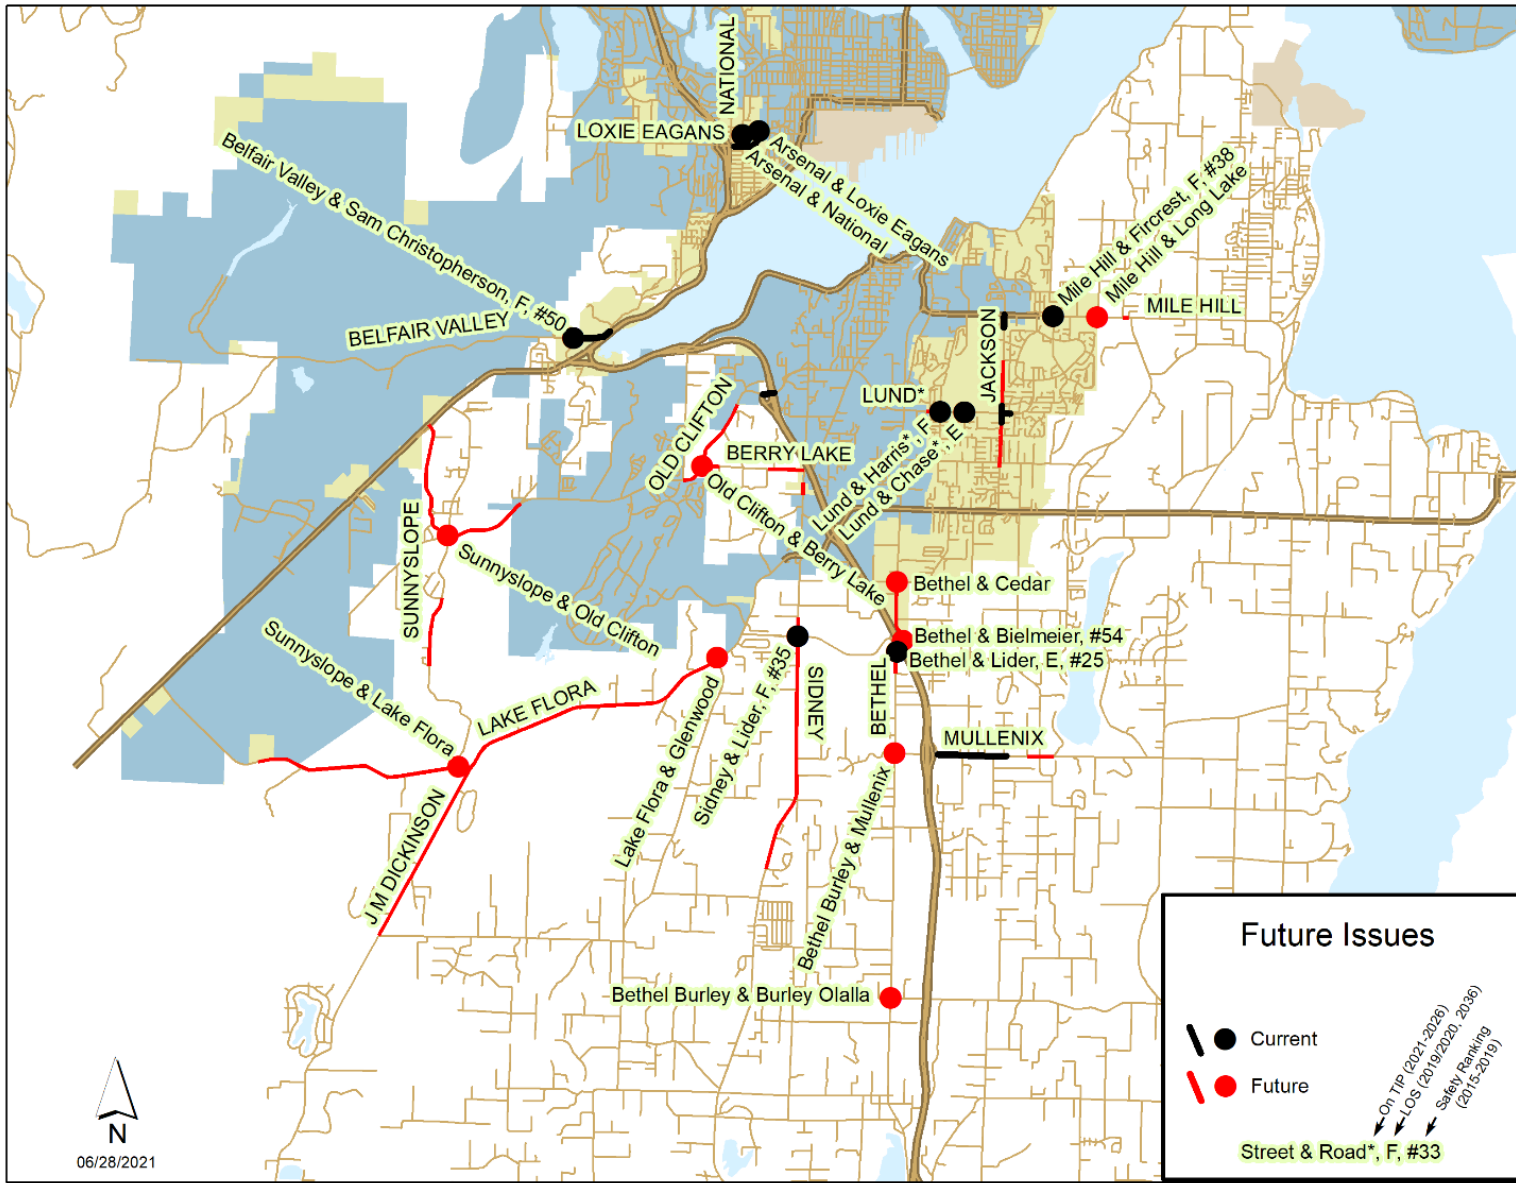 NATIONAL
LOXIE EAGANS
Arsenal & Loxie Eagans
Arsenal & National
Belfair Valley & Sam Christopherson, F, #50
BELFAIR VALLEY
Mile Hill & Fircrest, F, #38
Mile Hill & Long Lake
MILE HILL
JACKSON
LUND*
Lund & Harris*, F
Lund & Chase*, E
OLD CLIFTON
BERRY LAKE
Old Clifton & Berry Lake
SUNNYSLOPE
Sunnyslope & Old Clifton
Bethel & Cedar
Bethel & Bielmeier, #54
Bethel & Lider, E, #25
Sunnyslope & Lake Flora
LAKE FLORA
Lake Flora & Glenwood
Sidney & Lider, F, #35
SIDNEY
BETHEL
MULLENIX
Bethel Burley & Mullenix
J M DICKINSON
Bethel Burley & Burley Olalla
Future Issues
Current
Future
On TIP (2021-2026)
LOS (2019/2020, 2036)
Safety Ranking
(2015-2019)
Street & Road*, F, #33
N
06/28/2021